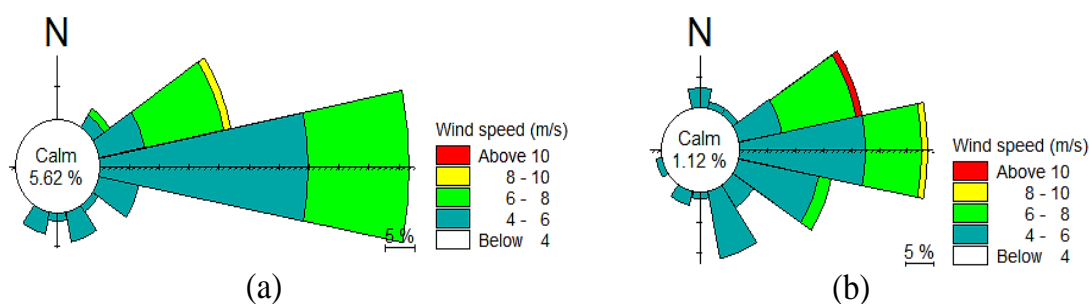 N
Calm
5.62 %
Wind speed (m/s)
Above 10
8 - 10
6 - 8
4 - 6
Below 4
5 %
(a)
N
Calm
1.12 %
Wind speed (m/s)
Above 10
8 - 10
6 - 8
4 - 6
Below 4
5 %
(b)